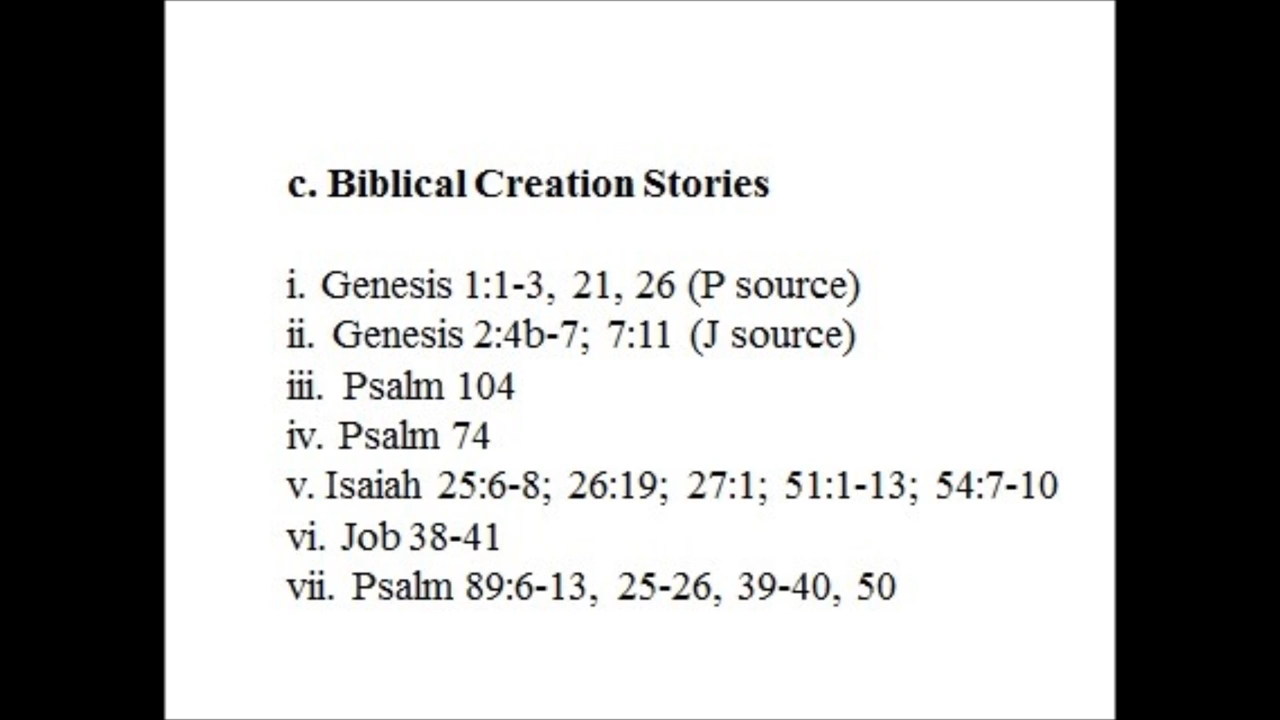 c. Biblical Creation Stories
i. Genesis 1:1-3, 21, 26 (P source)
ii. Genesis 2:4b-7; 7:11 (J source)
iii. Psalm 104
iv. Psalm 74
v. Isaiah 25:6-8; 26:19; 27:1; 51:1-13; 54:7-10
vi. Job 38-41
vii. Psalm 89:6-13, 25-26, 39-40, 50